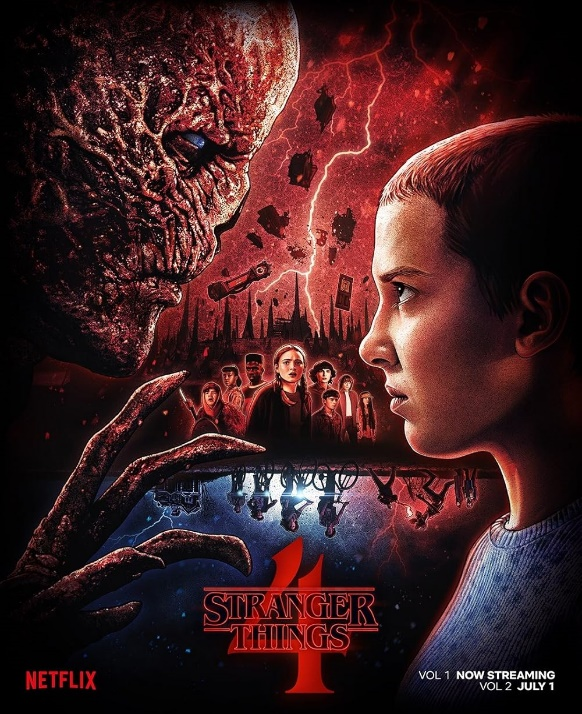 4
STRANGER
THINGS
NETFLIX
VOL 1 NOW STREAMING
VOL 2 JULY 1